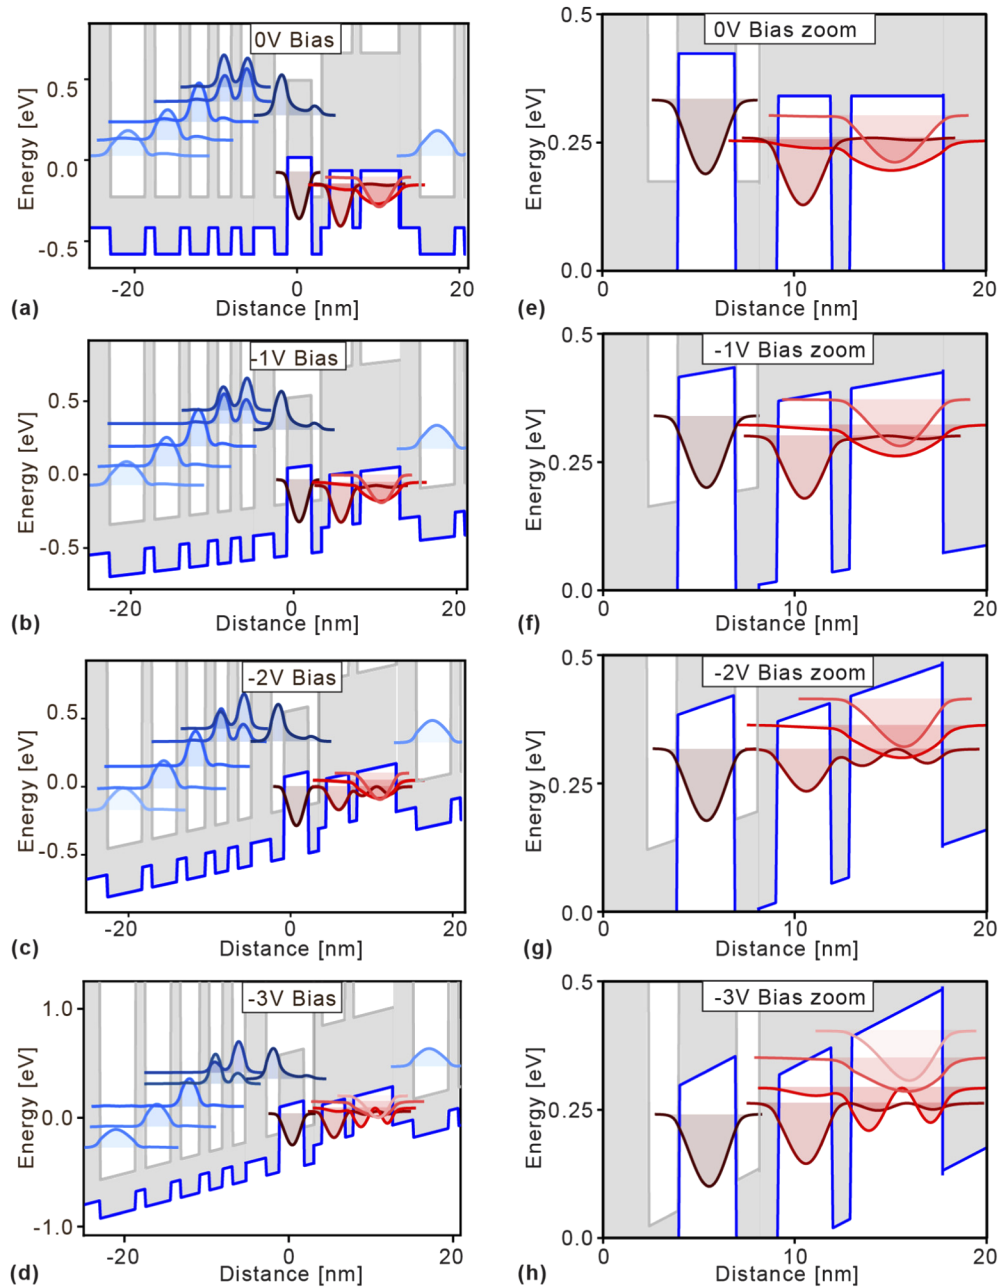 0V Bias
Energy [eV]
0.5
0.0
-0.5
-20
0
20
(a)
Distance [nm]
0V Bias zoom
Energy [eV]
0.5
0.25
0.0
0
10
20
(e)
Distance [nm]
-1V Bias
Energy [eV]
0.5
0.0
-0.5
-20
0
20
(b)
Distance [nm]
-1V Bias zoom
Energy [eV]
0.5
0.25
0.0
0
10
20
(f)
Distance [nm]
-2V Bias
Energy [eV]
0.5
0.0
-0.5
-20
0
20
(c)
Distance [nm]
-2V Bias zoom
Energy [eV]
0.5
0.25
0.0
0
10
20
(g)
Distance [nm]
-3V Bias
Energy [eV]
1.0
0.0
-1.0
-20
0
20
(d)
Distance [nm]
-3V Bias zoom
Energy [eV]
0.5
0.25
0.0
0
10
20
(h)
Distance [nm]